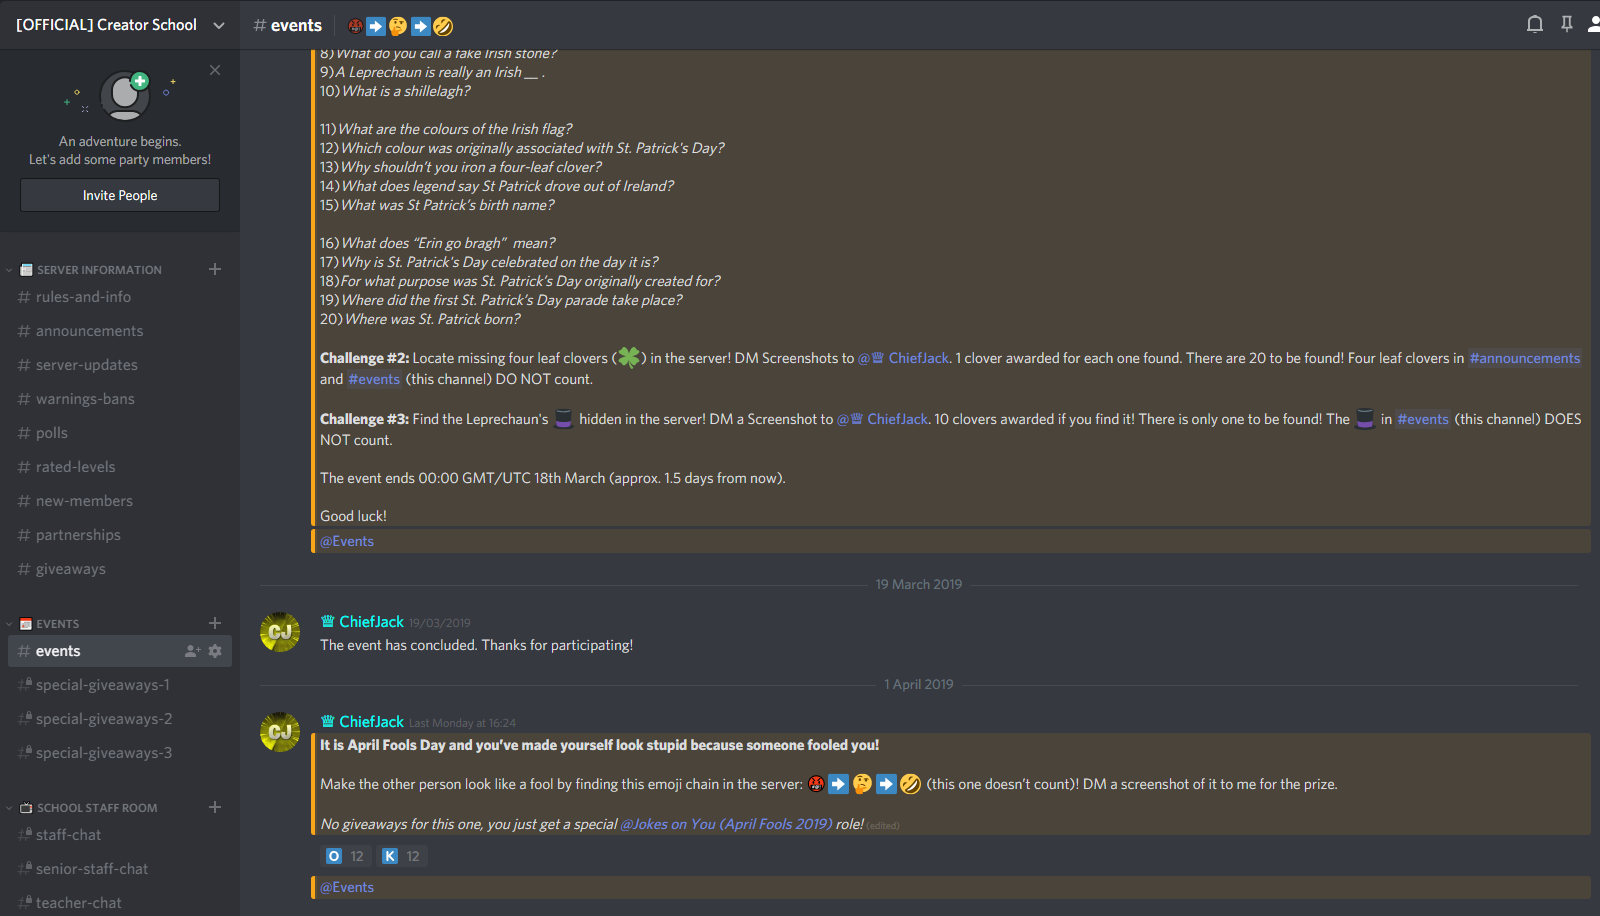 [OFFICIAL] Creator School
An adventure begins.
Let's add some party members!
Invite People
SERVER INFORMATION
# rules-and-info
# announcements
# server-updates
# warnings-bans
# polls
# rated-levels
# new-members
# partnerships
# giveaways
EVENTS
# events
# special-giveaways-1
# special-giveaways-2
# special-giveaways-3
SCHOOL STAFF ROOM
# staff-chat
# senior-staff-chat
# teacher-chat
# events 🤬➡️🤔➡️🤣
8) What do you call a fake Irish stone?
9) A Leprechaun is really an Irish __ .
10) What is a shillelagh?
11) What are the colours of the Irish flag?
12) Which colour was originally associated with St. Patrick's Day?
13) Why shouldn’t you iron a four-leaf clover?
14) What does legend say St Patrick drove out of Ireland?
15) What was St Patrick’s birth name?
16) What does “Erin go bragh” mean?
17) Why is St. Patrick's Day celebrated on the day it is?
18) For what purpose was St. Patrick’s Day originally created for?
19) Where did the first St. Patrick’s Day parade take place?
20) Where was St. Patrick born?
Challenge #2: Locate missing four leaf clovers (🍀) in the server! DM Screenshots to @♕ ChiefJack. 1 clover awarded for each one found. There are 20 to be found! Four leaf clovers in #announcements
and #events (this channel) DO NOT count.
Challenge #3: Find the Leprechaun's 🎩 hidden in the server! DM a Screenshot to @♕ ChiefJack. 10 clovers awarded if you find it! There is only one to be found! The 🎩 in #events (this channel) DOES
NOT count.
The event ends 00:00 GMT/UTC 18th March (approx. 1.5 days from now).
Good luck!
@Events
19 March 2019
CJ
♕ ChiefJack 19/03/2019
The event has concluded. Thanks for participating!
1 April 2019
CJ
♕ ChiefJack Last Monday at 16:24
It is April Fools Day and you’ve made yourself look stupid because someone fooled you!
Make the other person look like a fool by finding this emoji chain in the server: 🤬➡️🤔➡️🤣 (this one doesn’t count)! DM a screenshot of it to me for the prize.
No giveaways for this one, you just get a special @Jokes on You (April Fools 2019) role! (edited)
O 12 K 12
@Events